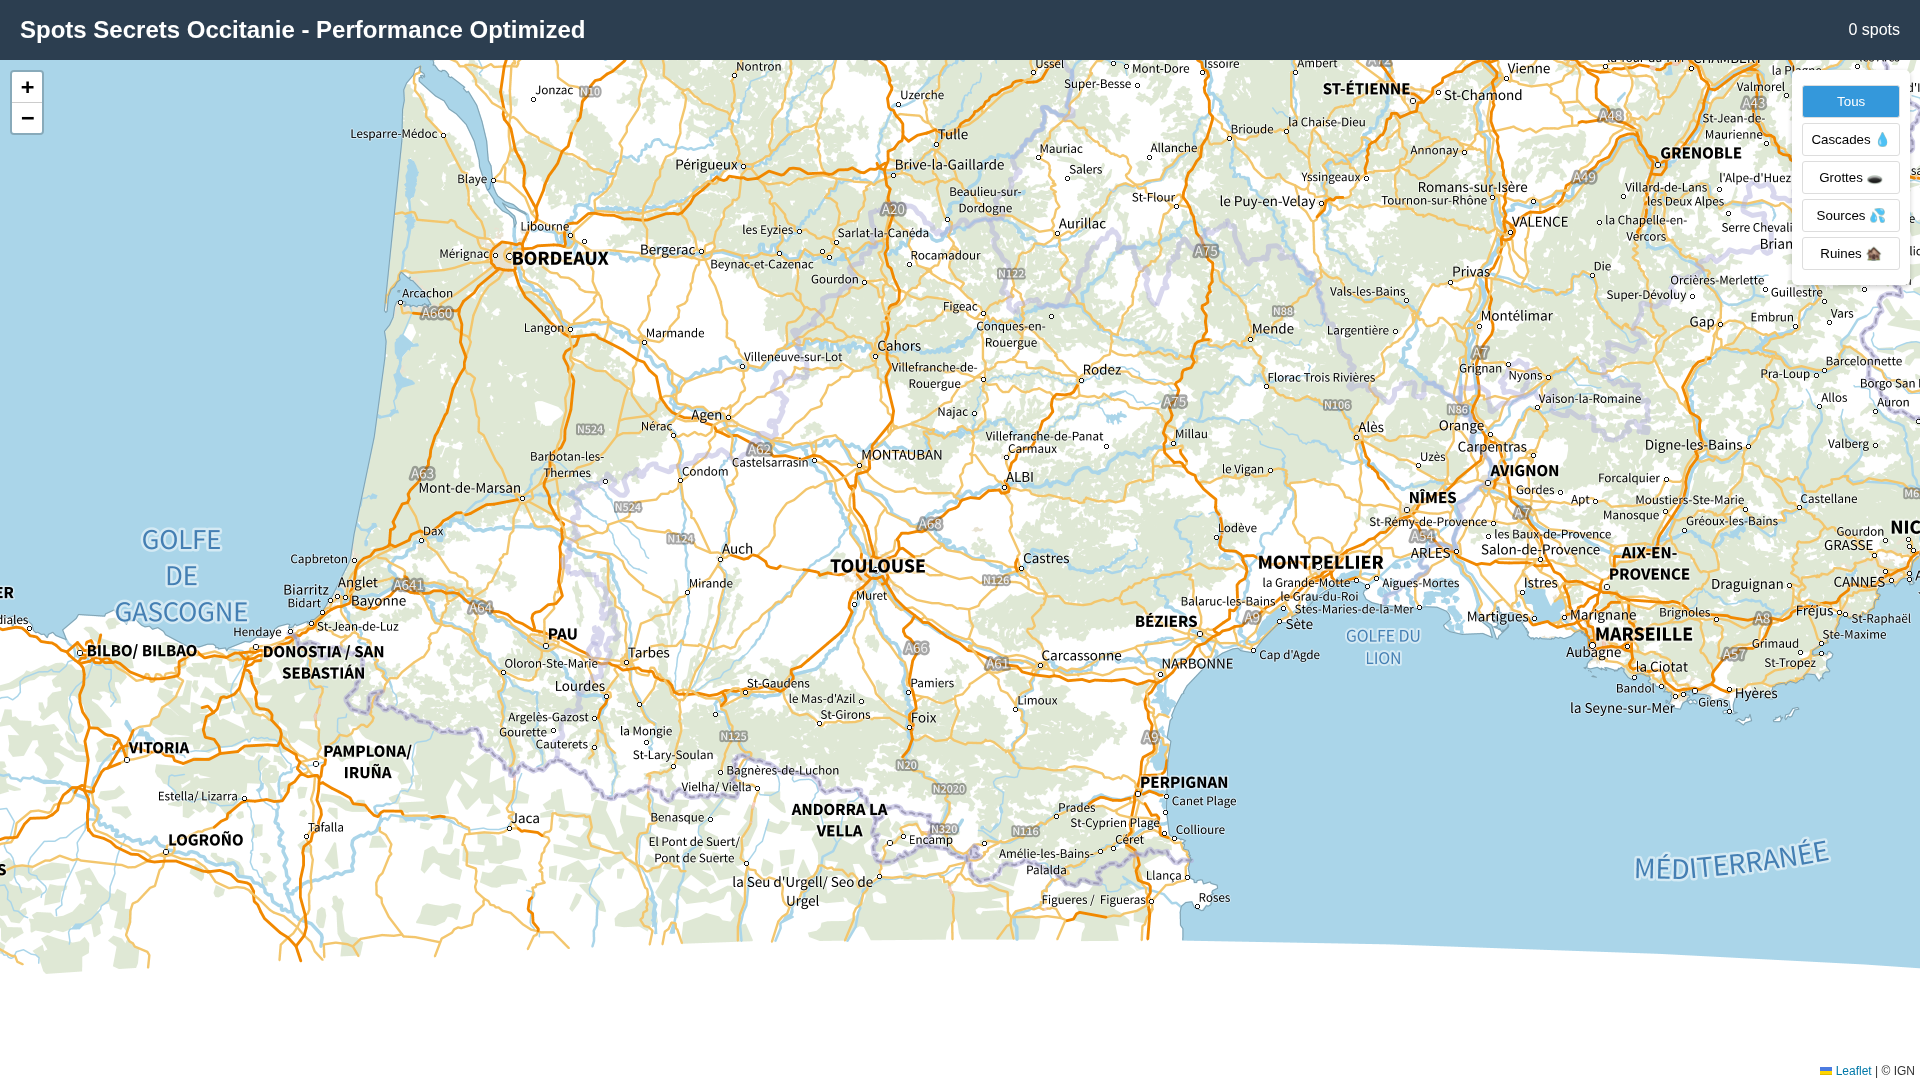 Spots Secrets Occitanie - Performance Optimized
0 spots
+
−
Tous
Cascades 💧
Grottes 🕳️
Sources 💦
Ruines 🏚️
Nontron
Ussel
Mont-Dore
Issoire
Ambert
Vienne
Super-Besse
ST-ÉTIENNE
St-Chamond
Valmorel
Jonzac
N10
Uzerche
A43
A48
St-Jean-de-
Maurienne
Lesparre-Médoc
Tulle
Brioude
la Chaise-Dieu
Mauriac
Allanche
Annonay
GRENOBLE
Périgueux
Brive-la-Gaillarde
Salers
Blaye
Yssingeaux
A49
l'Alpe-d'Huez
Beaulieu-sur-
Dordogne
St-Flour
le Puy-en-Velay
Romans-sur-Isère
Tournon-sur-Rhône
Villard-de-Lans
les Deux Alpes
A20
Aurillac
VALENCE
la Chapelle-en-
Vercors
Libourne
les Eyzies
Sarlat-la-Canéda
Mérignac
BORDEAUX
Bergerac
Beynac-et-Cazenac
Rocamadour
A75
N122
Gourdon
Privas
Die
Orcières-Merlette
Arcachon
Vals-les-Bains
Super-Dévoluy
Guillestre
A660
Figeac
N88
Montélimar
Embrun
Vars
Langon
Marmande
Conques-en-
Rouergue
Mende
Largentière
Gap
Cahors
Villeneuve-sur-Lot
A7
Barcelonnette
Villefranche-de-
Rouergue
Rodez
Florac Trois Rivières
Grignan
Nyons
Pra-Loup
Agen
Najac
A75
N106
N86
Vaison-la-Romaine
Allos
Auron
N524
Nérac
Villefranche-de-Panat
Carmaux
Millau
Alès
Orange
Carpentras
Digne-les-Bains
Valberg
A62
Castelsarrasin
MONTAUBAN
Barbotan-les-
Thermes
Condom
Uzès
A63
le Vigan
AVIGNON
Forcalquier
Mont-de-Marsan
ALBI
NÎMES
Gordes
Apt
Moustiers-Ste-Marie
Castellane
N524
A68
St-Rémy-de-Provence
A7
Manosque
Gréoux-les-Bains
GOLFE
DE
GASCOGNE
Dax
N124
Lodève
A54
les Baux-de-Provence
Gourdon
Capbreton
Auch
TOULOUSE
Castres
MONTPELLIER
ARLES
Salon-de-Provence
AIX-EN-
PROVENCE
GRASSE
Biarritz
Anglet
A641
Mirande
N126
la Grande-Motte
Aigues-Mortes
Istres
Draguignan
CANNES
Bidart
Bayonne
A64
Muret
Balaruc-les-Bains
le Grau-du-Roi
Stes-Maries-de-la-Mer
Martigues
Marignane
Brignoles
A8
Fréjus
St-Raphaël
Hendaye
St-Jean-de-Luz
BÉZIERS
A9
Sète
MARSEILLE
Ste-Maxime
PAU
A66
GOLFE DU
LION
Grimaud
BILBO/ BILBAO
DONOSTIA / SAN
SEBASTIÁN
Tarbes
A61
Carcassonne
NARBONNE
Cap d'Agde
Aubagne
A57
St-Tropez
Oloron-Ste-Marie
la Ciotat
Lourdes
St-Gaudens
Pamiers
Bandol
Hyères
le Mas-d'Azil
Limoux
la Seyne-sur-Mer
Giens
Argelès-Gazost
St-Girons
Foix
Gourette
la Mongie
N125
A9
VITORIA
PAMPLONA/
IRUÑA
Cauterets
St-Lary-Soulan
N20
Bagnères-de-Luchon
Vielha/ Viella
N2020
PERPIGNAN
Estella/ Lizarra
Canet Plage
ANDORRA LA
VELLA
Prades
Jaca
Benasque
St-Cyprien Plage
Tafalla
N320
N116
Collioure
LOGROÑO
El Pont de Suert/
Pont de Suerte
Encamp
Céret
Amélie-les-Bains-
Palalda
MÉDITERRANÉE
la Seu d'Urgell/ Seo de
Urgel
Llança
Figueres / Figueras
Roses
Leaflet | © IGN